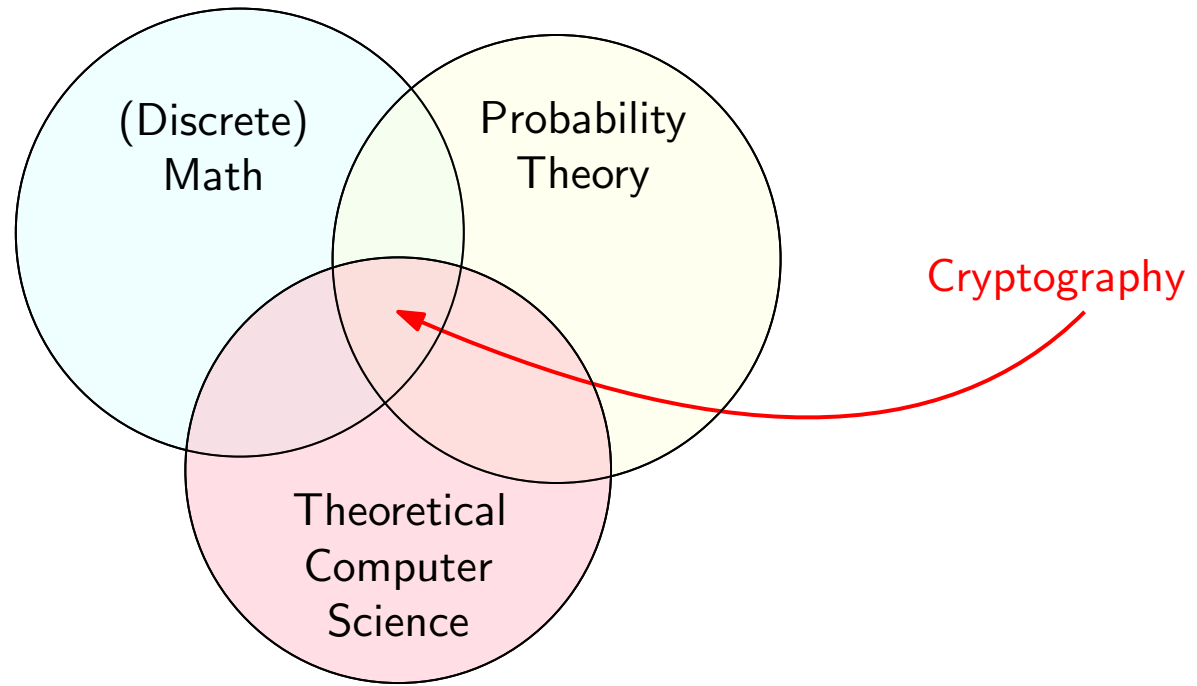 (Discrete)
Math
Probability
Theory
Cryptography
Theoretical
Computer
Science